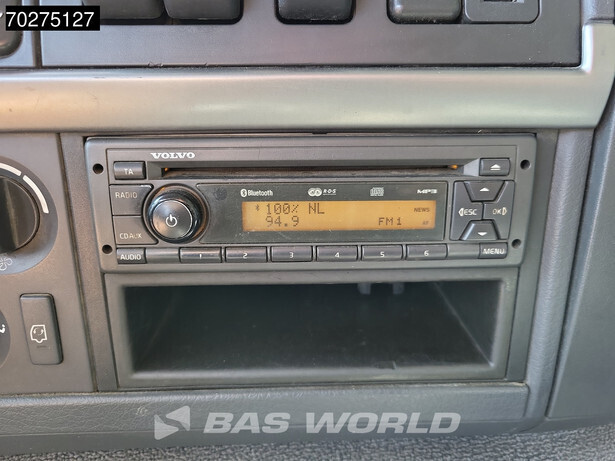 70275127
VOLVO
TA
Bluetooth
R·D·S
MP3
RADIO
100% NL
NEWS
94.9
FM1
ESC
OK
CD/AUX
AUDIO
1 2 3 4 5 6
MENU
BAS WORLD